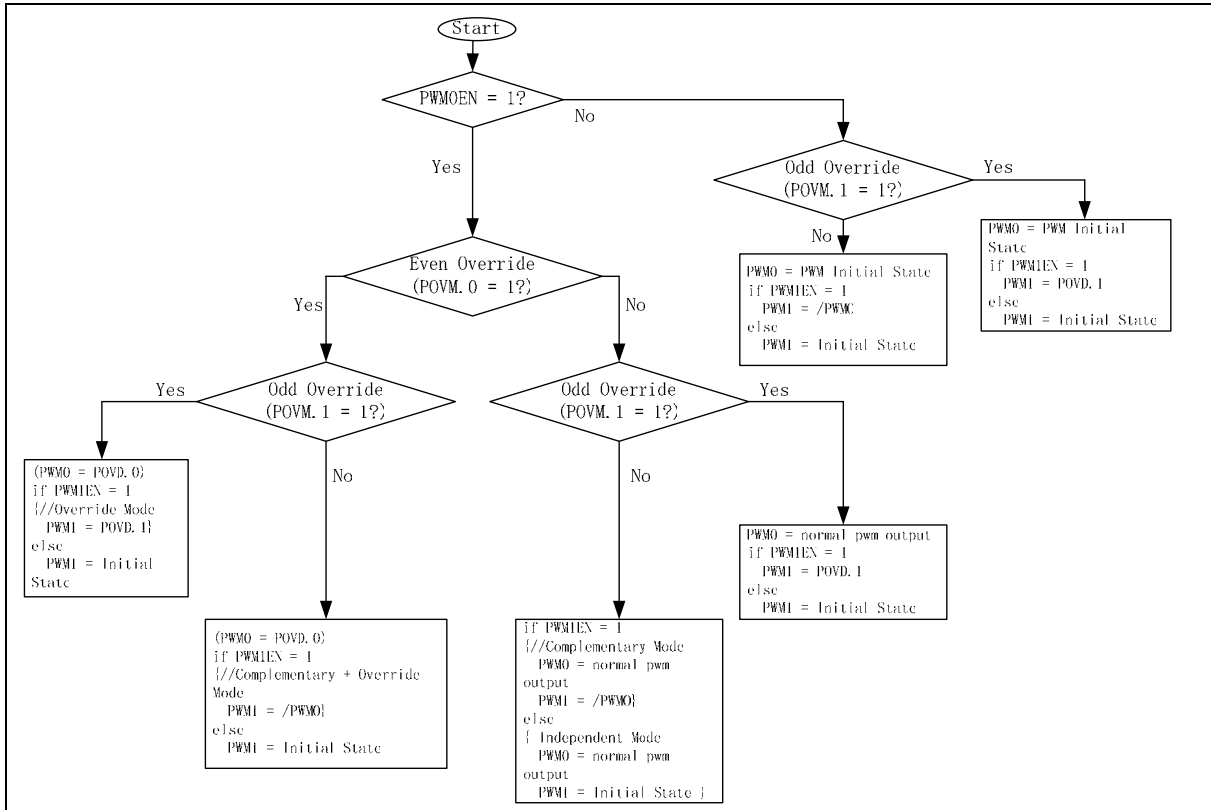 Start
PWM0EN = 1?
No
Yes
Odd Override
(POVM.1 = 1?)
Yes
No
PWM0 = PWM Initial
State
if PWM1EN = 1
PWM1 = POVD.1
else
PWM1 = Initial State
PWM0 = PWM Initial State
if PWM1EN = 1
PWM1 = /PWM0
else
PWM1 = Initial State
Even Override
(POVM.0 = 1?)
Yes
No
Odd Override
(POVM.1 = 1?)
Yes
No
Odd Override
(POVM.1 = 1?)
Yes
No
(PWM0 = POVD.0)
if PWM1EN = 1
{//Override Mode
PWM1 = POVD.1}
else
PWM1 = Initial
State
PWM0 = normal pwm output
if PWM1EN = 1
PWM1 = POVD.1
else
PWM1 = Initial State
(PWM0 = POVD.0)
if PWM1EN = 1
{//Complementary + Override
Mode
PWM1 = /PWM0}
else
PWM1 = Initial State
if PWM1EN = 1
{//Complementary Mode
PWM0 = normal pwm
output
PWM1 = /PWM0}
else
{ Independent Mode
PWM0 = normal pwm
output
PWM1 = Initial State }